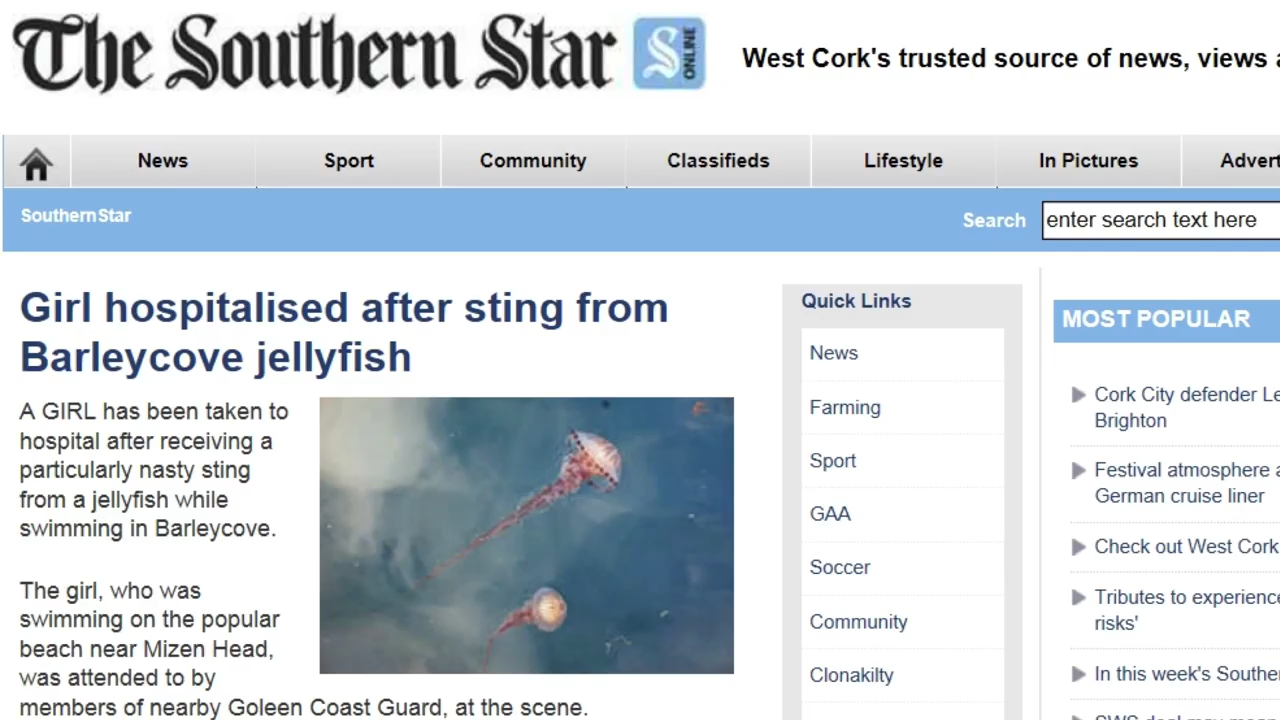 The Southern Star
S ONLINE
West Cork's trusted source of news, views
News
Sport
Community
Classifieds
Lifestyle
In Pictures
Advert
SouthernStar
Search
enter search text here
Girl hospitalised after sting from
Barleycove jellyfish
A GIRL has been taken to
hospital after receiving a
particularly nasty sting
from a jellyfish while
swimming in Barleycove.
The girl, who was
swimming on the popular
beach near Mizen Head,
was attended to by
members of nearby Goleen Coast Guard, at the scene.
Quick Links
News
Farming
Sport
GAA
Soccer
Community
Clonakilty
MOST POPULAR
Cork City defender Le
Brighton
Festival atmosphere a
German cruise liner
Check out West Cork
Tributes to experience
risks'
In this week's Souther